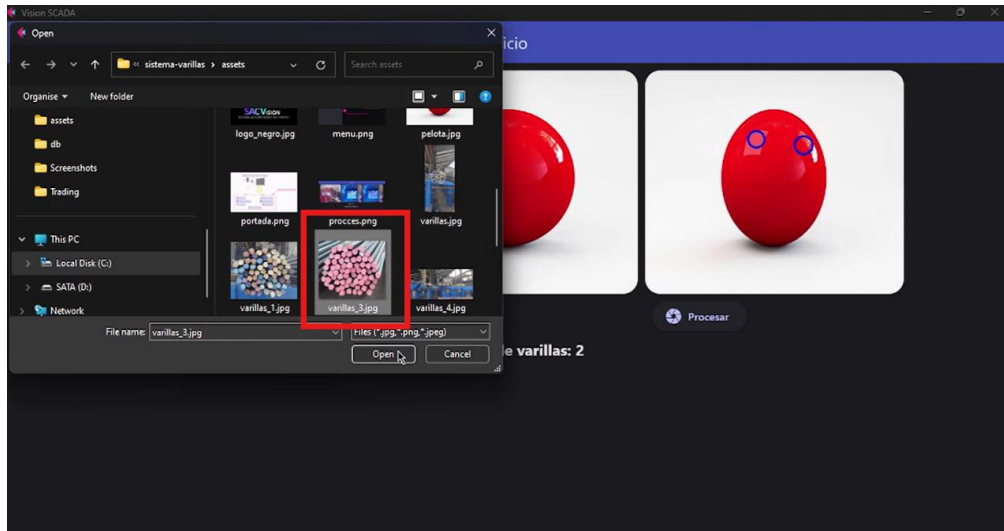 Vision SCADA
Open
icio
« sistema-varillas > assets
Search assets
Organise
New folder
assets
db
Screenshots
Trading
This PC
Local Disk (C:)
SATA (D:)
Network
SACVISION
logo_negro.jpg
menu.png
pelota.jpg
portada.png
procces.png
varillas.jpg
varillas_1.jpg
varillas_3.jpg
varillas_4.jpg
File name:
varillas_3.jpg
Files (*.jpg,*.png,*.jpeg)
Open
Cancel
Procesar
de varillas: 2